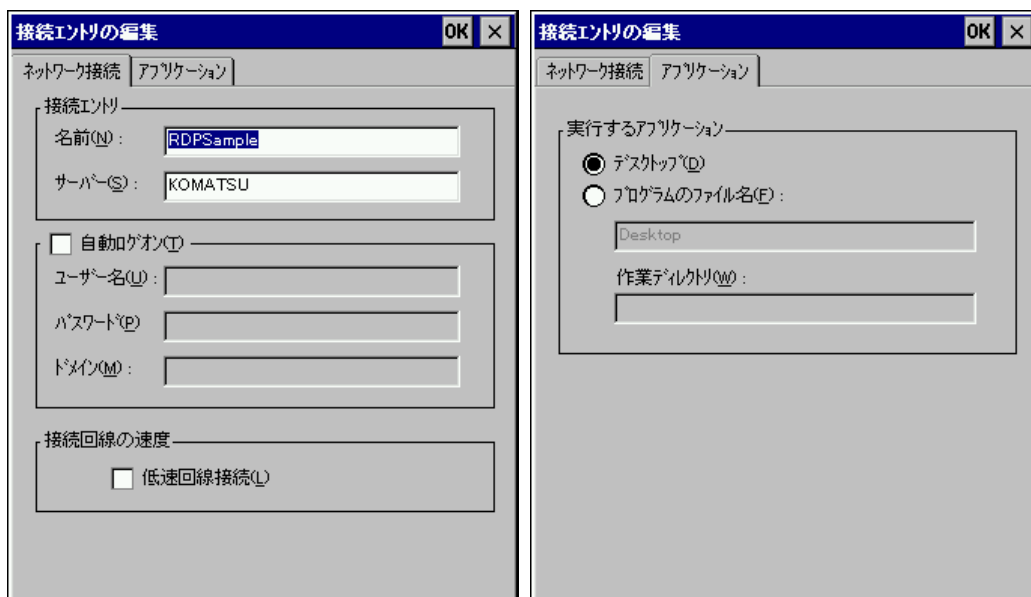 接続エントリの編集 OK ×
ネットワーク接続 アプリケーション
接続エントリ
名前(N) : RDPSample
サーバー(S) : KOMATSU
自動ログオン(T)
ユーザー名(U) :
パスワード(P)
ドメイン(M) :
接続回線の速度
低速回線接続(L)
接続エントリの編集 OK ×
ネットワーク接続 アプリケーション
実行するアプリケーション
デスクトップ(D)
プログラムのファイル名(F) :
Desktop
作業ディレクトリ(W) :